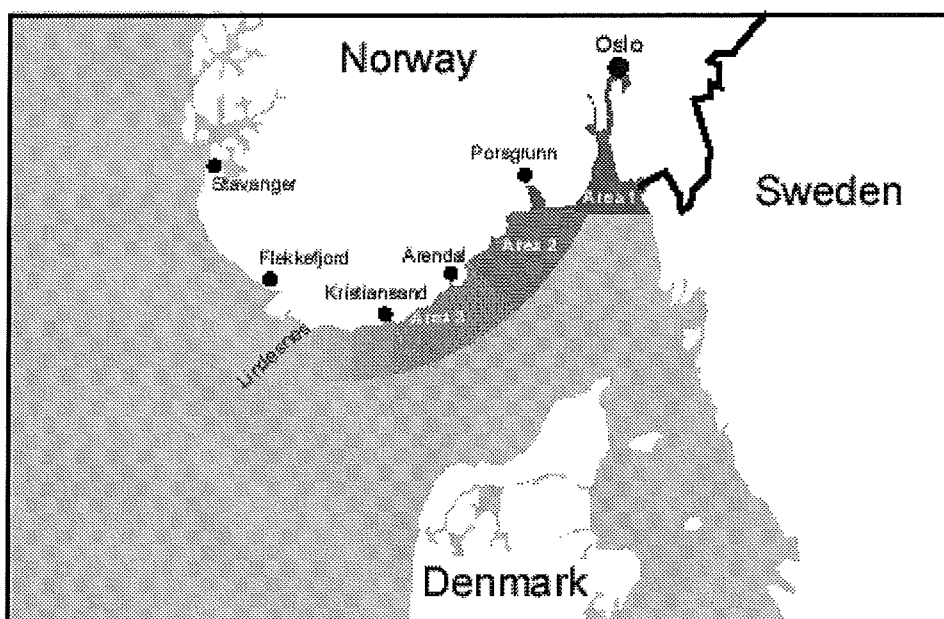 Norway
Oslo
Porsgrunn
Stavanger
Sweden
Area 1
Area 2
Flekkefjord
Arendal
Kristiansand
Area 3
Lindesnes
Denmark